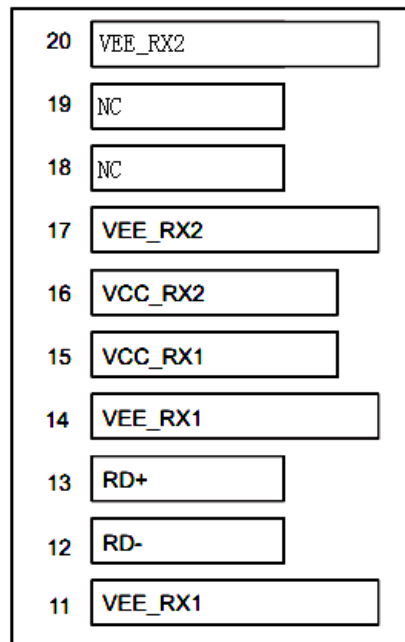 20 VEE_RX2
19 NC
18 NC
17 VEE_RX2
16 VCC_RX2
15 VCC_RX1
14 VEE_RX1
13 RD+
12 RD-
11 VEE_RX1